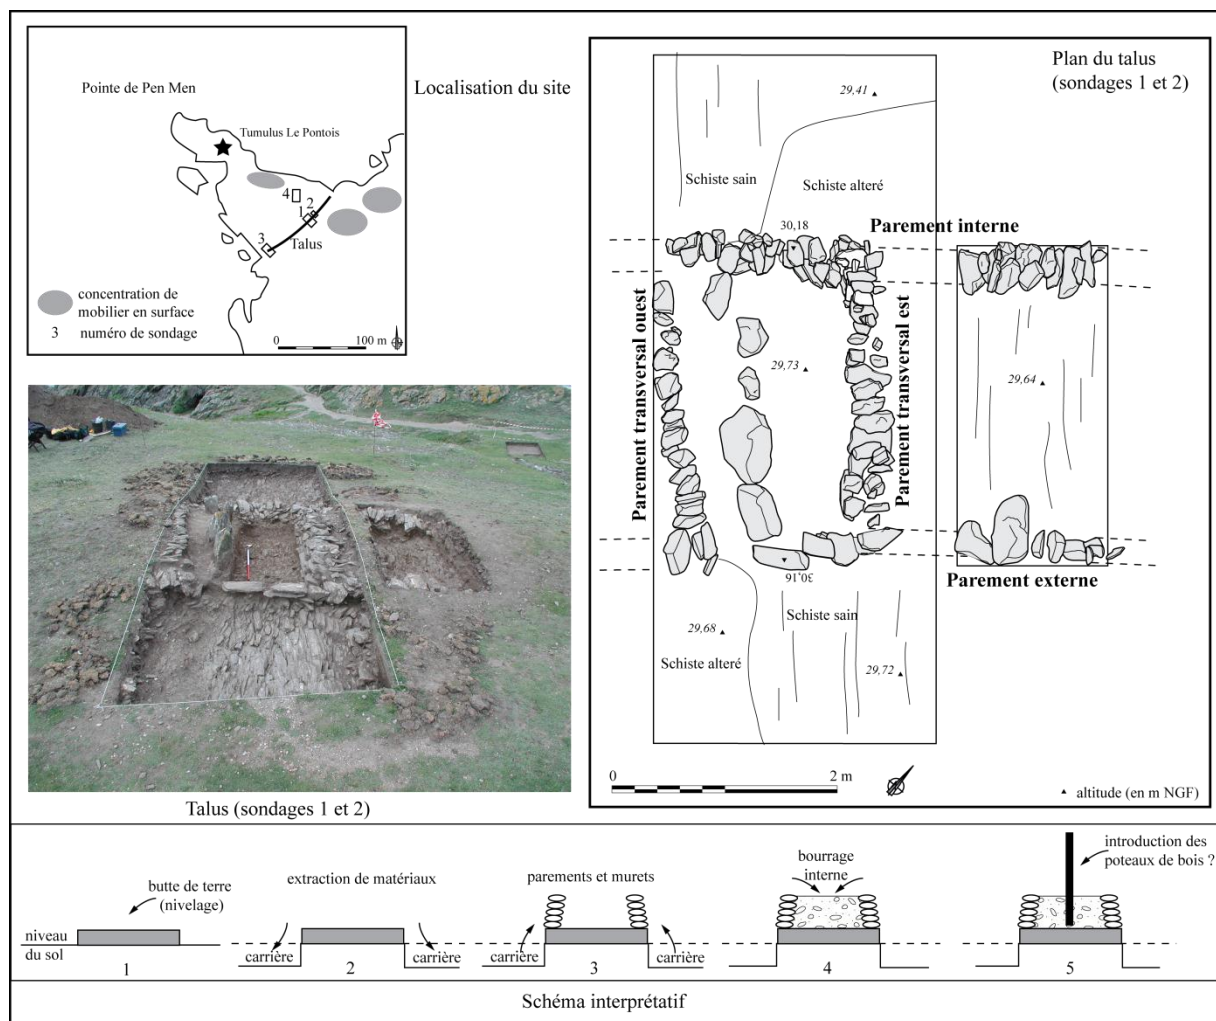 Localisation du site
Pointe de Pen Men
Tumulus Le Pontois
4
2
1
3
Talus
concentration de
mobilier en surface
3 numéro de sondage
0 100 m
Talus (sondages 1 et 2)
Plan du talus
(sondages 1 et 2)
29,41
Schiste sain
Schiste alteré
Parement interne
30,18
Parement transversal ouest
29,73
Parement transversal est
29,64
Parement externe
30,16
Schiste sain
29,68
Schiste alteré
29,72
0 2 m
altitude (en m NGF)
butte de terre
(nivelage)
niveau
du sol
1
extraction de matériaux
carrière
carrière
2
parements et murets
carrière
carrière
3
bourrage
interne
4
introduction des
poteaux de bois ?
5
Schéma interprétatif